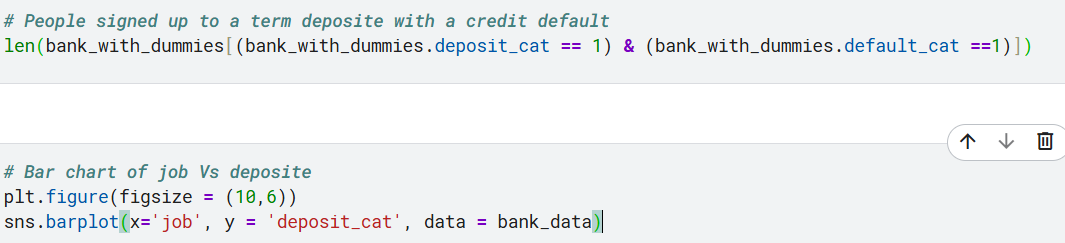 # People signed up to a term deposite with a credit default
len(bank_with_dummies[(bank_with_dummies.deposit_cat == 1) & (bank_with_dummies.default_cat ==1)])
# Bar chart of job Vs deposite
plt.figure(figsize = (10,6))
sns.barplot(x='job', y = 'deposit_cat', data = bank_data)